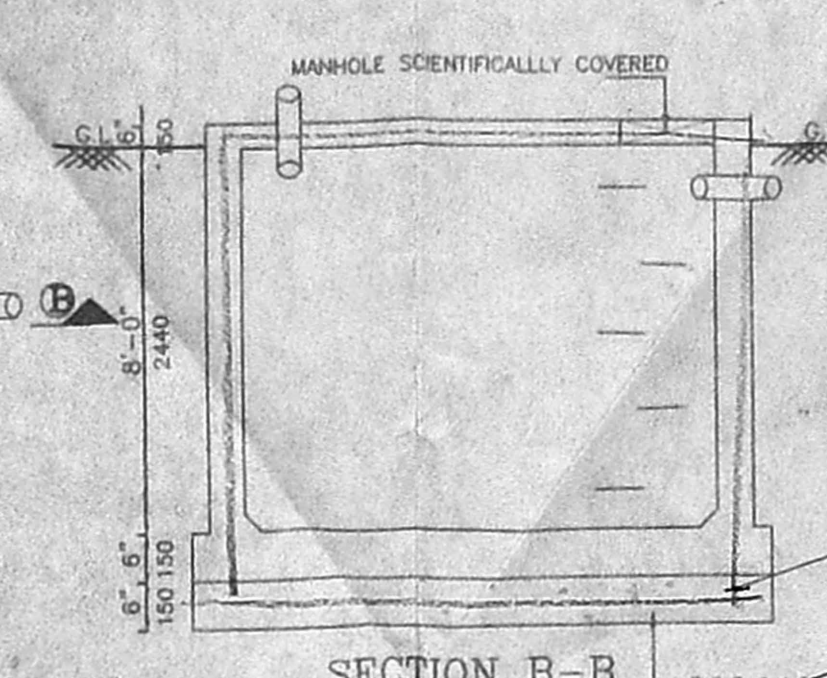 MANHOLE SCIENTIFICALLLY COVERED
G.L
6"
150
G.
B
8'-0"
2440
6"
150
6"
150
SECTION B-B